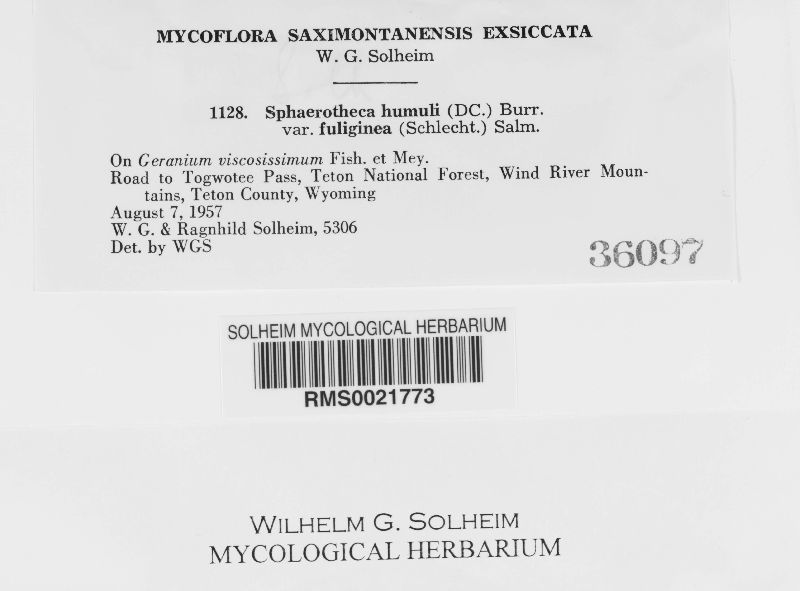 MYCOFLORA SAXIMONTANENSIS EXSICCATA
W. G. Solheim
1128. Sphaerotheca humuli (DC.) Burr.
var. fuliginea (Schlecht.) Salm.
On Geranium viscosissimum Fish. et Mey.
Road to Togwotee Pass, Teton National Forest, Wind River Moun-
tains, Teton County, Wyoming
August 7, 1957
W. G. & Ragnhild Solheim, 5306
Det. by WGS
36097
SOLHEIM MYCOLOGICAL HERBARIUM
RMS0021773
WILHELM G. SOLHEIM
MYCOLOGICAL HERBARIUM